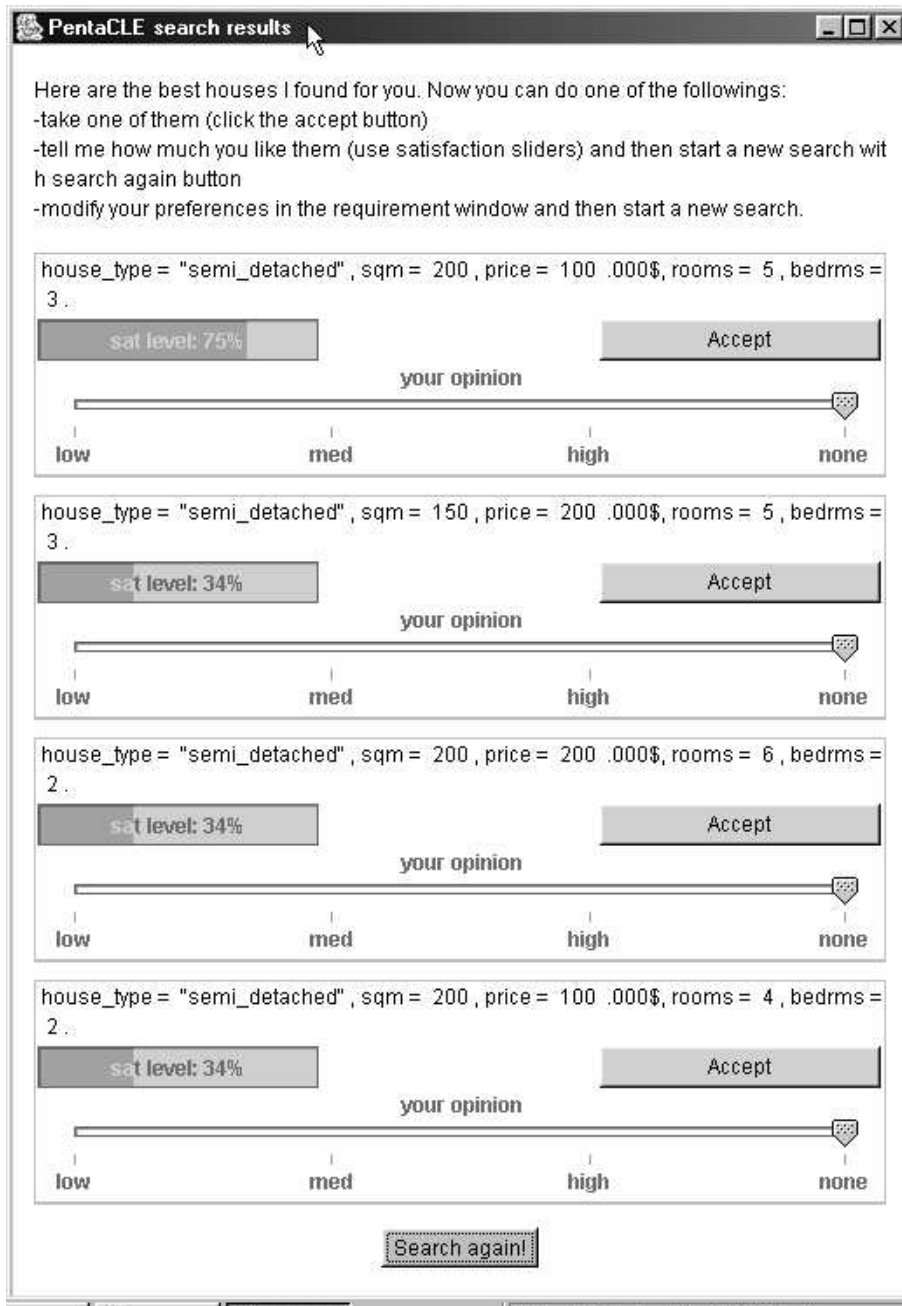 PentaCLE search results
Here are the best houses I found for you. Now you can do one of the followings:
-take one of them (click the accept button)
-tell me how much you like them (use satisfaction sliders) and then start a new search wit
h search again button
-modify your preferences in the requirement window and then start a new search.
house_type = "semi_detached" , sqm = 200 , price = 100 .000$, rooms = 5 , bedrms =
3 .
sat level: 75% Accept
your opinion
low med high none
house_type = "semi_detached" , sqm = 150 , price = 200 .000$, rooms = 5 , bedrms =
3 .
sat level: 34% Accept
your opinion
low med high none
house_type = "semi_detached" , sqm = 200 , price = 200 .000$, rooms = 6 , bedrms =
2 .
sat level: 34% Accept
your opinion
low med high none
house_type = "semi_detached" , sqm = 200 , price = 100 .000$, rooms = 4 , bedrms =
2 .
sat level: 34% Accept
your opinion
low med high none
Search again!